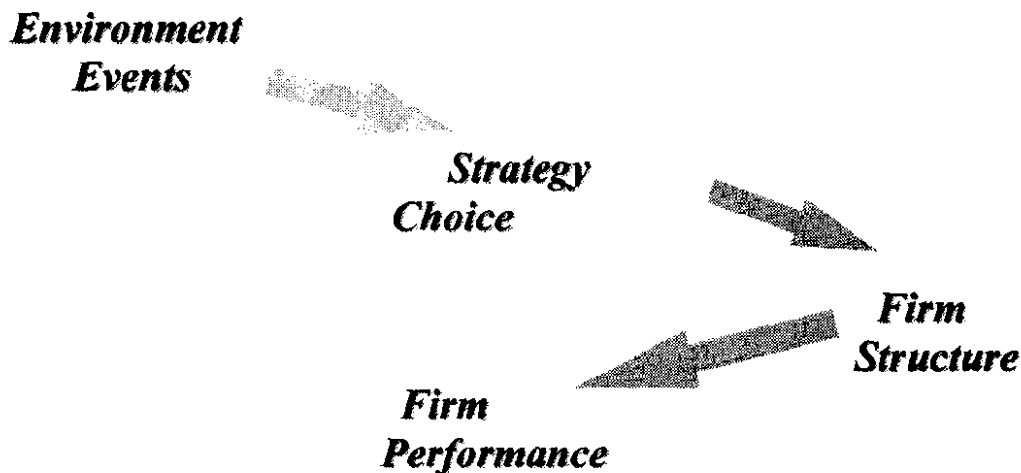 Environment
Events
Strategy
Choice
Firm
Structure
Firm
Performance